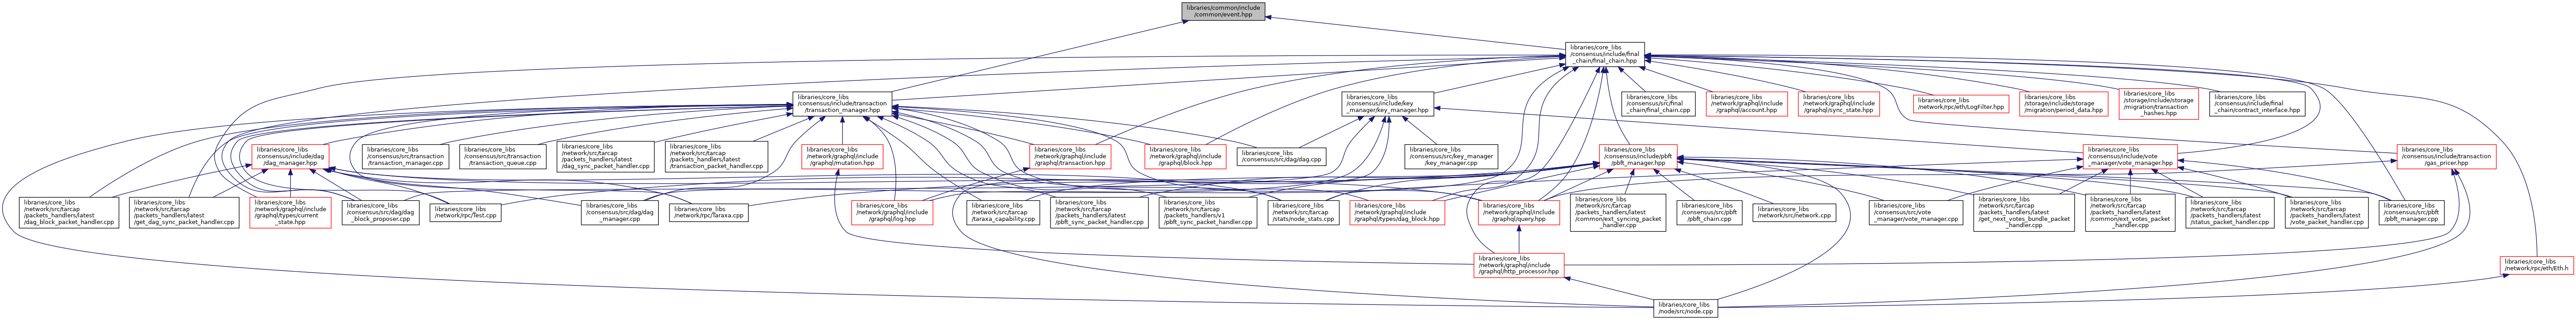 libraries/common/include
/common/event.hpp
libraries/core_libs
/consensus/include/final
_chain/final_chain.hpp
libraries/core_libs
/consensus/include/transaction
/transaction_manager.hpp
libraries/core_libs
/consensus/include/key
_manager/key_manager.hpp
libraries/core_libs
/consensus/src/final
_chain/final_chain.cpp
libraries/core_libs
/network/graphql/include
/graphql/account.hpp
libraries/core_libs
/network/graphql/include
/graphql/sync_state.hpp
libraries/core_libs
/network/rpc/eth/LogFilter.hpp
libraries/core_libs
/storage/include/storage
/migration/period_data.hpp
libraries/core_libs
/storage/include/storage
/migration/transaction
_hashes.hpp
libraries/core_libs
/consensus/include/final
_chain/contract_interface.hpp
libraries/core_libs
/consensus/include/dag
/dag_manager.hpp
libraries/core_libs
/consensus/src/transaction
/transaction_manager.cpp
libraries/core_libs
/consensus/src/transaction
/transaction_queue.cpp
libraries/core_libs
/network/src/tarcap
/packets_handlers/latest
/dag_sync_packet_handler.cpp
libraries/core_libs
/network/src/tarcap
/packets_handlers/latest
/transaction_packet_handler.cpp
libraries/core_libs
/network/graphql/include
/graphql/mutation.hpp
libraries/core_libs
/network/graphql/include
/graphql/transaction.hpp
libraries/core_libs
/network/graphql/include
/graphql/block.hpp
libraries/core_libs
/consensus/src/dag/dag.cpp
libraries/core_libs
/consensus/src/key_manager
/key_manager.cpp
libraries/core_libs
/consensus/include/pbft
/pbft_manager.hpp
libraries/core_libs
/consensus/include/vote
_manager/vote_manager.hpp
libraries/core_libs
/consensus/include/transaction
/gas_pricer.hpp
libraries/core_libs
/network/src/tarcap
/packets_handlers/latest
/dag_block_packet_handler.cpp
libraries/core_libs
/network/src/tarcap
/packets_handlers/latest
/get_dag_sync_packet_handler.cpp
libraries/core_libs
/network/graphql/include
/graphql/types/current
_state.hpp
libraries/core_libs
/consensus/src/dag/dag
_block_proposer.cpp
libraries/core_libs
/network/rpc/Test.cpp
libraries/core_libs
/consensus/src/dag/dag
_manager.cpp
libraries/core_libs
/network/rpc/Taraxa.cpp
libraries/core_libs
/network/graphql/include
/graphql/log.hpp
libraries/core_libs
/network/src/tarcap
/taraxa_capability.cpp
libraries/core_libs
/network/src/tarcap
/packets_handlers/latest
/pbft_sync_packet_handler.cpp
libraries/core_libs
/network/src/tarcap
/packets_handlers/v1
/pbft_sync_packet_handler.cpp
libraries/core_libs
/network/src/tarcap
/stats/node_stats.cpp
libraries/core_libs
/network/graphql/include
/graphql/types/dag_block.hpp
libraries/core_libs
/network/graphql/include
/graphql/query.hpp
libraries/core_libs
/network/src/tarcap
/packets_handlers/latest
/common/ext_syncing_packet
_handler.cpp
libraries/core_libs
/consensus/src/pbft
/pbft_chain.cpp
libraries/core_libs
/network/src/network.cpp
libraries/core_libs
/consensus/src/vote
_manager/vote_manager.cpp
libraries/core_libs
/network/src/tarcap
/packets_handlers/latest
/get_next_votes_bundle_packet
_handler.cpp
libraries/core_libs
/network/src/tarcap
/packets_handlers/latest
/common/ext_votes_packet
_handler.cpp
libraries/core_libs
/network/src/tarcap
/packets_handlers/latest
/status_packet_handler.cpp
libraries/core_libs
/network/src/tarcap
/packets_handlers/latest
/vote_packet_handler.cpp
libraries/core_libs
/consensus/src/pbft
/pbft_manager.cpp
libraries/core_libs
/network/graphql/include
/graphql/http_processor.hpp
libraries/core_libs
/network/rpc/eth/Eth.h
libraries/core_libs
/node/src/node.cpp